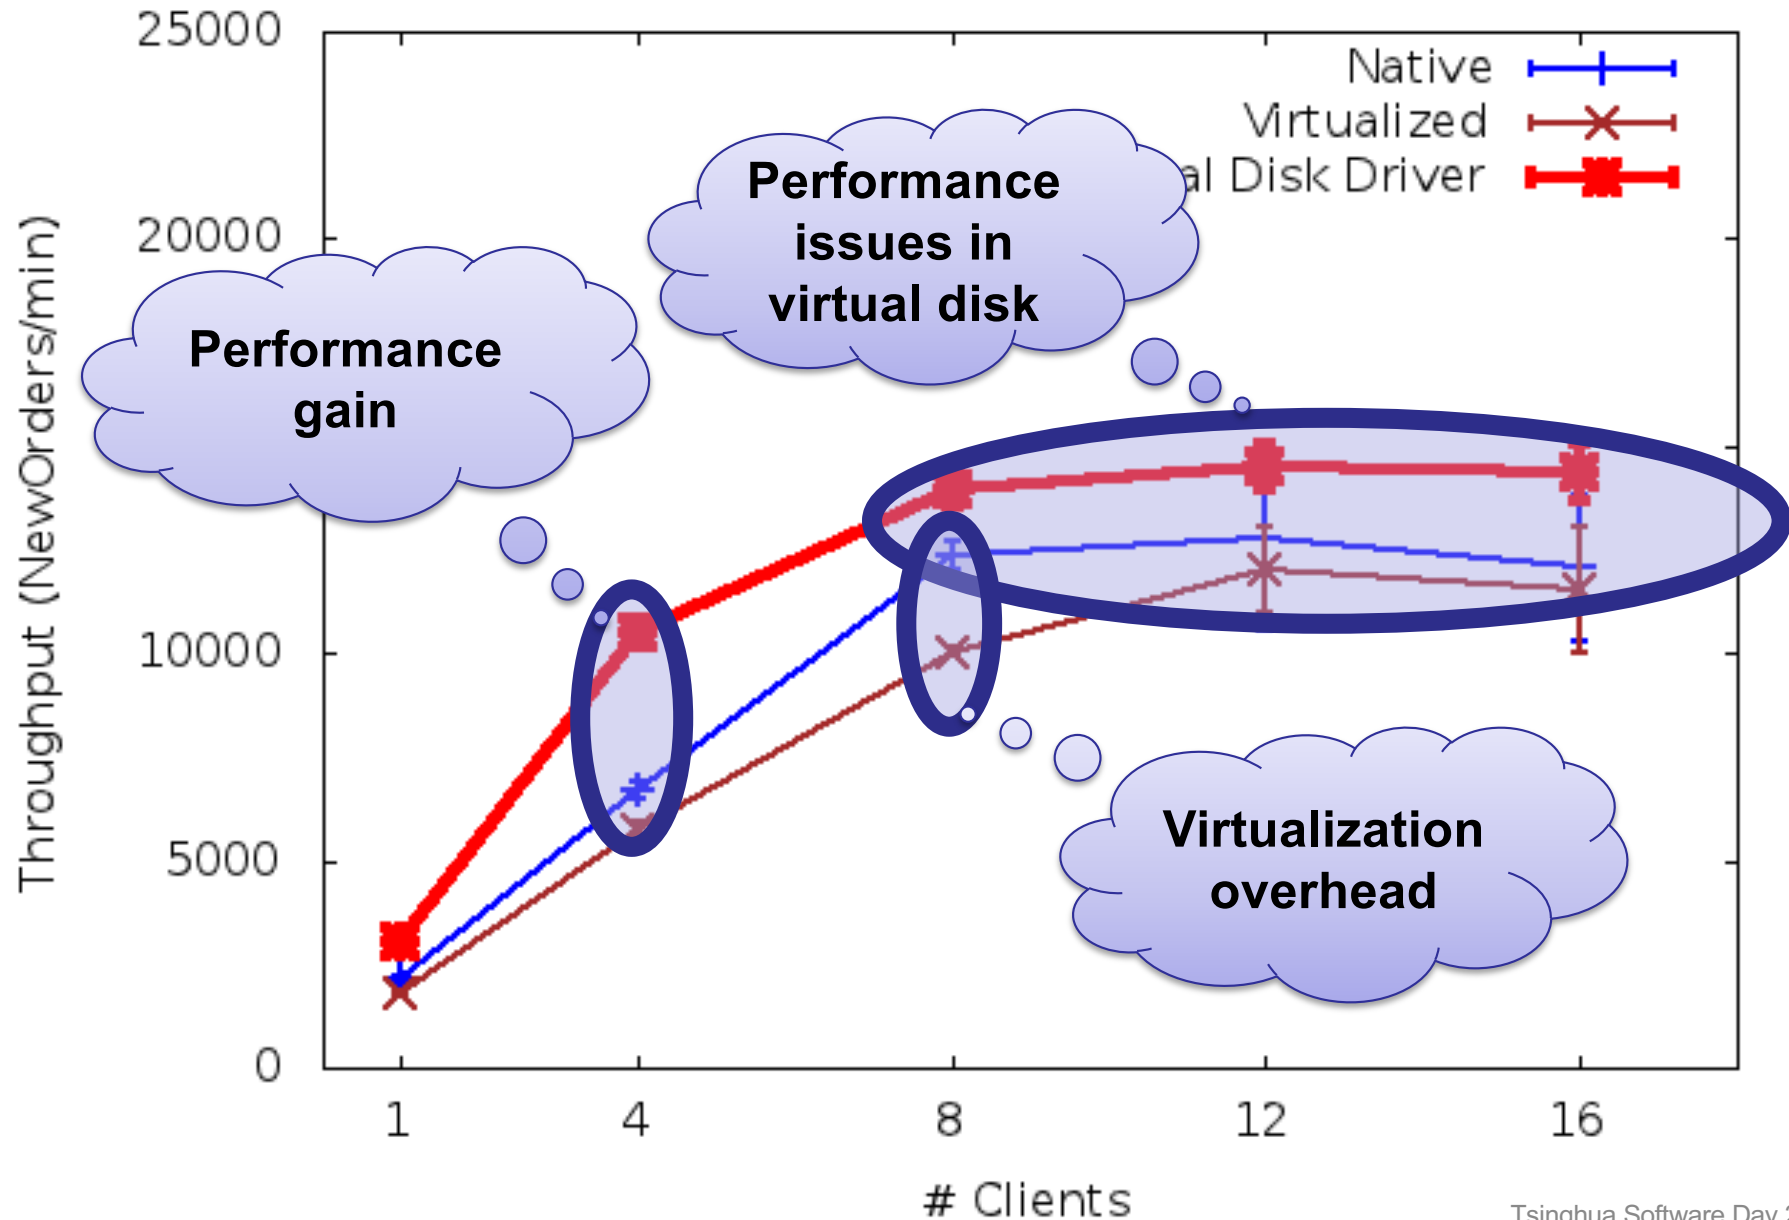 25000
20000
10000
5000
0
Throughput (NewOrders/min)
Native
Virtualized
Disk Driver
Performance
issues in
virtual disk
Performance
gain
Virtualization
overhead
1 4 8 12 16
# Clients
Tsinghua Software Day